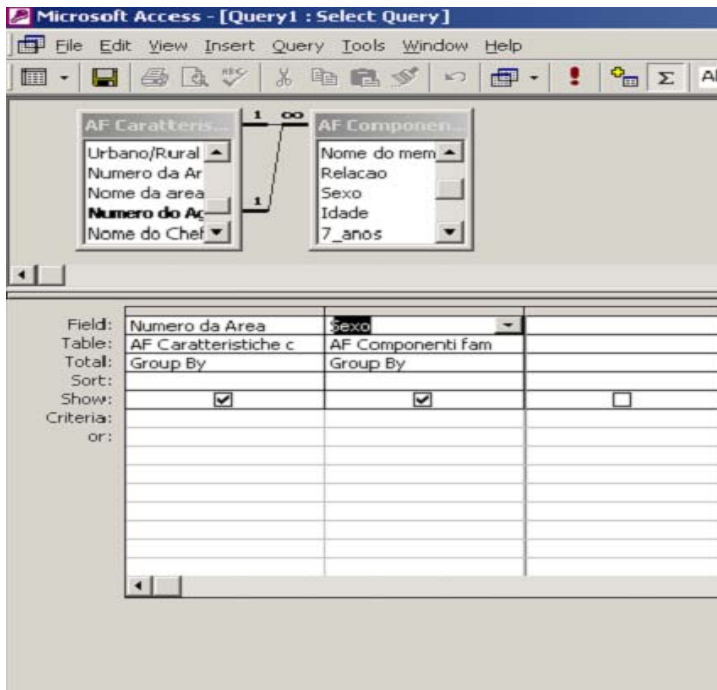 Microsoft Access - [Query1 : Select Query]
File Edit View Insert Query Tools Window Help
Σ Al
AF Caratteris... 1 ∞ AF Componen...
Urbano/Rural
Numero da Ar
Nome da area
Numero do Ag
Nome do Chef
1
Nome do mem
Relacao
Sexo
Idade
7_anos
Field: Numero da Area Sexo
Table: AF Caratteristiche c AF Componenti fam
Total: Group By Group By
Sort:
Show:
Criteria:
or: